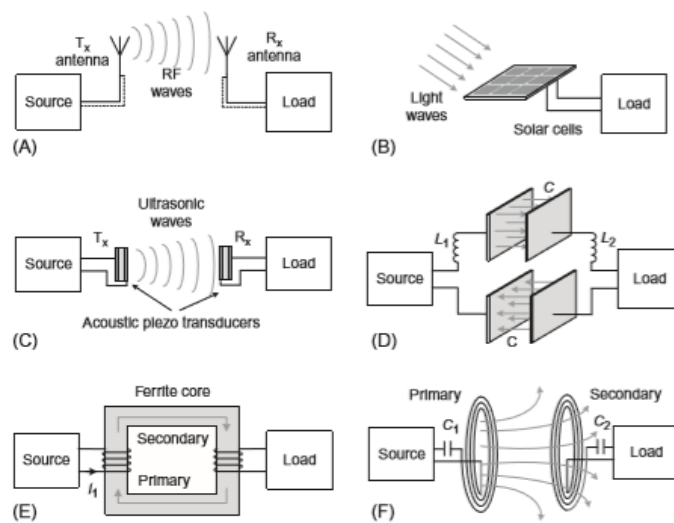 Tx
antenna
Rx
antenna
RF
waves
Source
Load
(A)
Light
waves
Solar cells
Load
(B)
Ultrasonic
waves
Tx
Rx
Source
Load
Acoustic piezo transducers
(C)
C
L1
L2
Source
Load
C
(D)
Ferrite core
Secondary
Source
Load
Primary
I1
(E)
Primary
Secondary
C1
C2
Source
Load
(F)